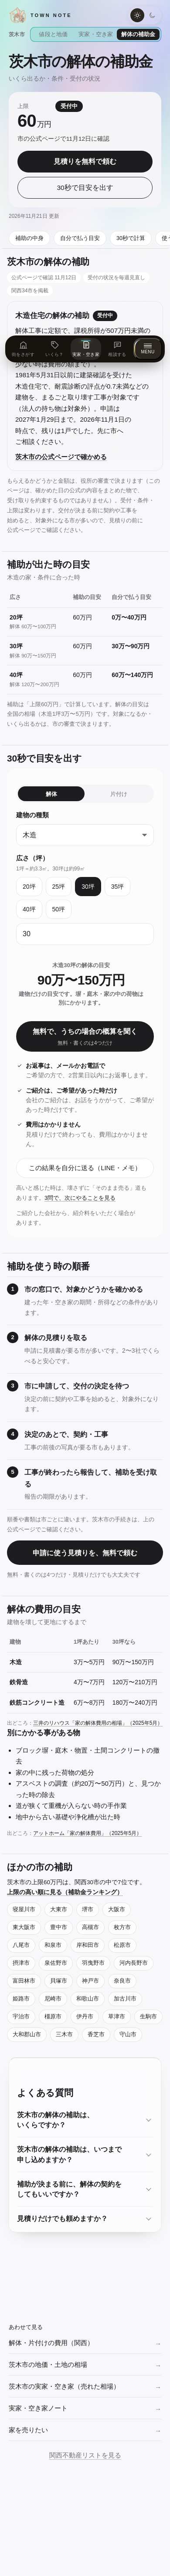 TOWN NOTE
茨木市
値段と地価
実家・空き家
解体の補助金
茨木市の解体の補助金
いくら出るか・条件・受付の状況
上限
受付中
60万円
市の公式ページで11月12日に確認
見積りを無料で頼む
30秒で目安を出す
2026年11月21日 更新
補助の中身
自分で払う目安
30秒で計算
茨木市の解体の補助
公式ページで確認 11月12日
受付の状況を毎週見直し
関西34市を掲載
木造住宅の解体の補助
受付中
解体工事に額定で、課税所得が507万円未満の
いくら？
実家・空き家
相談する
MENU
少ない時は費用の額まで）。
1981年5月31日以前に建築確認を受けた
木造住宅で、耐震診断の評点が0.7未満などの
建物を、まるごと取り壊す工事が対象です
（法人の持ち物は対象外）。申請は
2027年1月29日まで。2026年11月1日の
時点で、残りは1戸でした。先に市へ
ご相談ください。
茨木市の公式ページで確かめる
もらえるかどうかと金額は、役所の審査で決まります（この
ページは、確かめた日の公式の内容をまとめた物で、
受け取りを約束するものではありません）。受付・条件・
上限は変わります。交付が決まる前に契約や工事を
始めると、対象外になる市が多いので、見積りの前に
公式ページでご確認ください。
補助が出た時の目安
木造の家・条件に合った時
広さ
補助の目安
自分で払う目安
20坪
解体 60万〜100万円
60万円
0万〜40万円
30坪
解体 90万〜150万円
60万円
30万〜90万円
40坪
解体 120万〜200万円
60万円
60万〜140万円
補助は「上限60万円」で計算しています。解体の目安は
全国の相場（木造1坪3万〜5万円）です。対象になるか・
いくら出るかは、市の審査で決まります。
30秒で目安を出す
解体
片付け
建物の種類
木造
広さ（坪）
1坪＝約3.3㎡、30坪は約99㎡
20坪
25坪
30坪
35坪
40坪
50坪
30
木造30坪の解体の目安
90万〜150万円
建物だけの目安です。塀・庭木・家の中の荷物は
別にかかります。
無料で、うちの場合の概算を聞く
無料・書くのは4つだけ
お返事は、メールかお電話で
ご希望の方で、2営業日以内にお返事します。
ご紹介は、ご希望があった時だけ
会社のご紹介は、お話をうかがって、ご希望が
あった時だけです。
費用はかかりません
見積りだけで終わっても、費用はかかりませ
ん。
この結果を自分に送る（LINE・メモ）
高いと感じた時は、壊さずに「そのまま売る」道も
あります。3問で、次にやることを見る
ご紹介した会社から、紹介料をいただく場合が
あります。
補助を使う時の順番
1
市の窓口で、対象かどうかを確かめる
建った年・空き家の期間・所得などの条件があり
ます。
2
解体の見積りを取る
申請に見積書が要る市が多いです。2〜3社でくら
べると安心です。
3
市に申請して、交付の決定を待つ
決定の前に契約や工事を始めると、対象外になり
ます。
4
決定のあとで、契約・工事
工事の前後の写真が要る市もあります。
5
工事が終わったら報告して、補助を受け取
る
報告の期限があります。
順番や書類は市ごとに違います。茨木市の手続きは、上の
公式ページでご確認ください。
申請に使う見積りを、無料で頼む
無料・書くのは4つだけ・見積りだけでも大丈夫です
解体の費用の目安
建物を壊して更地にするまで
建物
1坪あたり
30坪なら
木造
3万〜5万円
90万〜150万円
鉄骨造
4万〜7万円
120万〜210万円
鉄筋コンクリート造
6万〜8万円
180万〜240万円
出どころ：三井のリハウス「家の解体費用の相場」（2025年5月）
別にかかる事がある物
• ブロック塀・庭木・物置・土間コンクリートの撤
去
• 家の中に残った荷物の処分
• アスベストの調査（約20万〜50万円）と、見つかっ
た時の除去
• 道が狭くて重機が入らない時の手作業
• 地中から古い基礎や浄化槽が出た時
出どころ：アットホーム「家の解体費用」（2025年5月）
ほかの市の補助
茨木市の上限60万円は、関西30市の中で7位です。
上限の高い順に見る（補助金ランキング）
寝屋川市
大東市
堺市
大阪市
東大阪市
豊中市
高槻市
枚方市
八尾市
和泉市
岸和田市
松原市
摂津市
泉佐野市
羽曳野市
河内長野市
富田林市
貝塚市
神戸市
奈良市
姫路市
尼崎市
和歌山市
加古川市
宇治市
橿原市
伊丹市
草津市
生駒市
大和郡山市
三木市
香芝市
守山市
よくある質問
茨木市の解体の補助は、
いくらですか？
茨木市の解体の補助は、いつまで
申し込めますか？
補助が決まる前に、解体の契約を
してもいいですか？
見積りだけでも頼めますか？
あわせて見る
解体・片付けの費用（関西）
→
茨木市の地価・土地の相場
→
茨木市の実家・空き家（売れた相場）
→
実家・空き家ノート
→
家を売りたい
→
関西不動産リストを見る